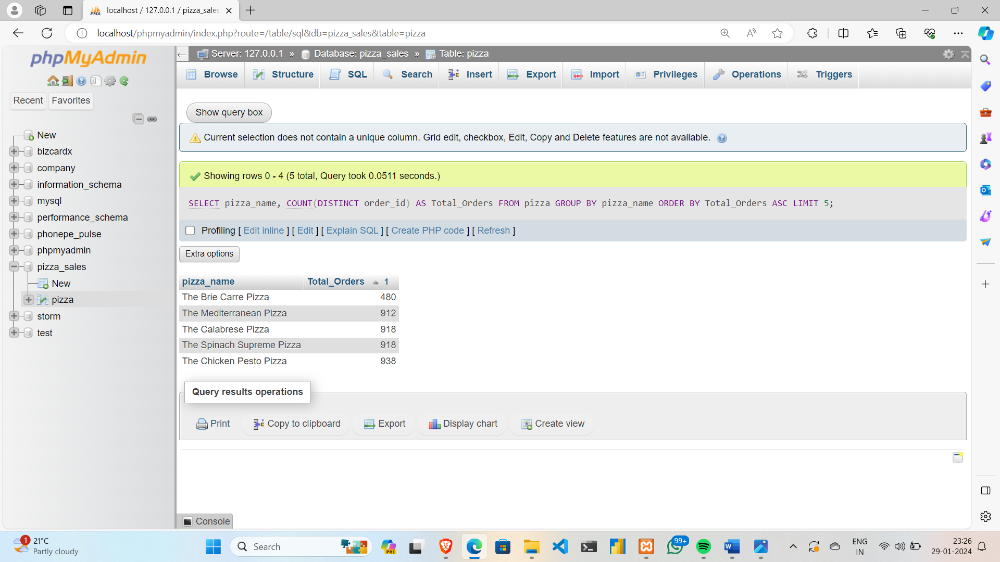 localhost / 127.0.0.1 / pizza_sales
localhost/phpmyadmin/index.php?route=/table/sql&db=pizza_sales&table=pizza
phpMyAdmin
Recent Favorites
New
bizcardx
company
information_schema
mysql
performance_schema
phonepe_pulse
phpmyadmin
pizza_sales
New
pizza
storm
test
Server: 127.0.0.1 » Database: pizza_sales » Table: pizza
Browse Structure SQL Search Insert Export Import Privileges Operations Triggers
Show query box
Current selection does not contain a unique column. Grid edit, checkbox, Edit, Copy and Delete features are not available.
Showing rows 0 - 4 (5 total, Query took 0.0511 seconds.)
SELECT pizza_name, COUNT(DISTINCT order_id) AS Total_Orders FROM pizza GROUP BY pizza_name ORDER BY Total_Orders ASC LIMIT 5;
Profiling [ Edit inline ] [ Edit ] [ Explain SQL ] [ Create PHP code ] [ Refresh ]
Extra options
pizza_name Total_Orders 1
The Brie Carre Pizza 480
The Mediterranean Pizza 912
The Calabrese Pizza 918
The Spinach Supreme Pizza 918
The Chicken Pesto Pizza 938
Query results operations
Print Copy to clipboard Export Display chart Create view
Console
1 21°C
Partly cloudy
Search
PRE
99+
ENG
IN
23:26
29-01-2024